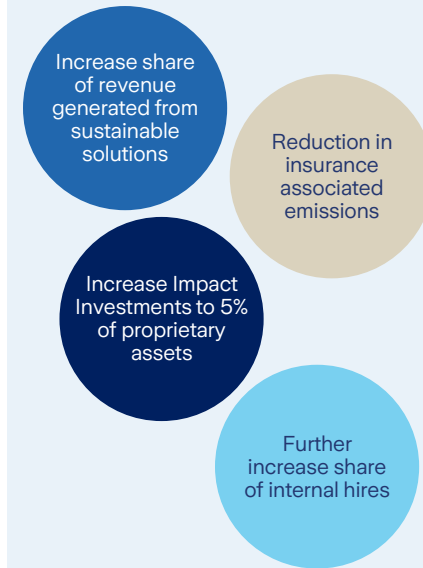 Increase share
of revenue
generated from
sustainable
solutions
Reduction in
insurance
associated
emissions
Increase Impact
Investments to 5%
of proprietary
assets
Further
increase share
of internal hires